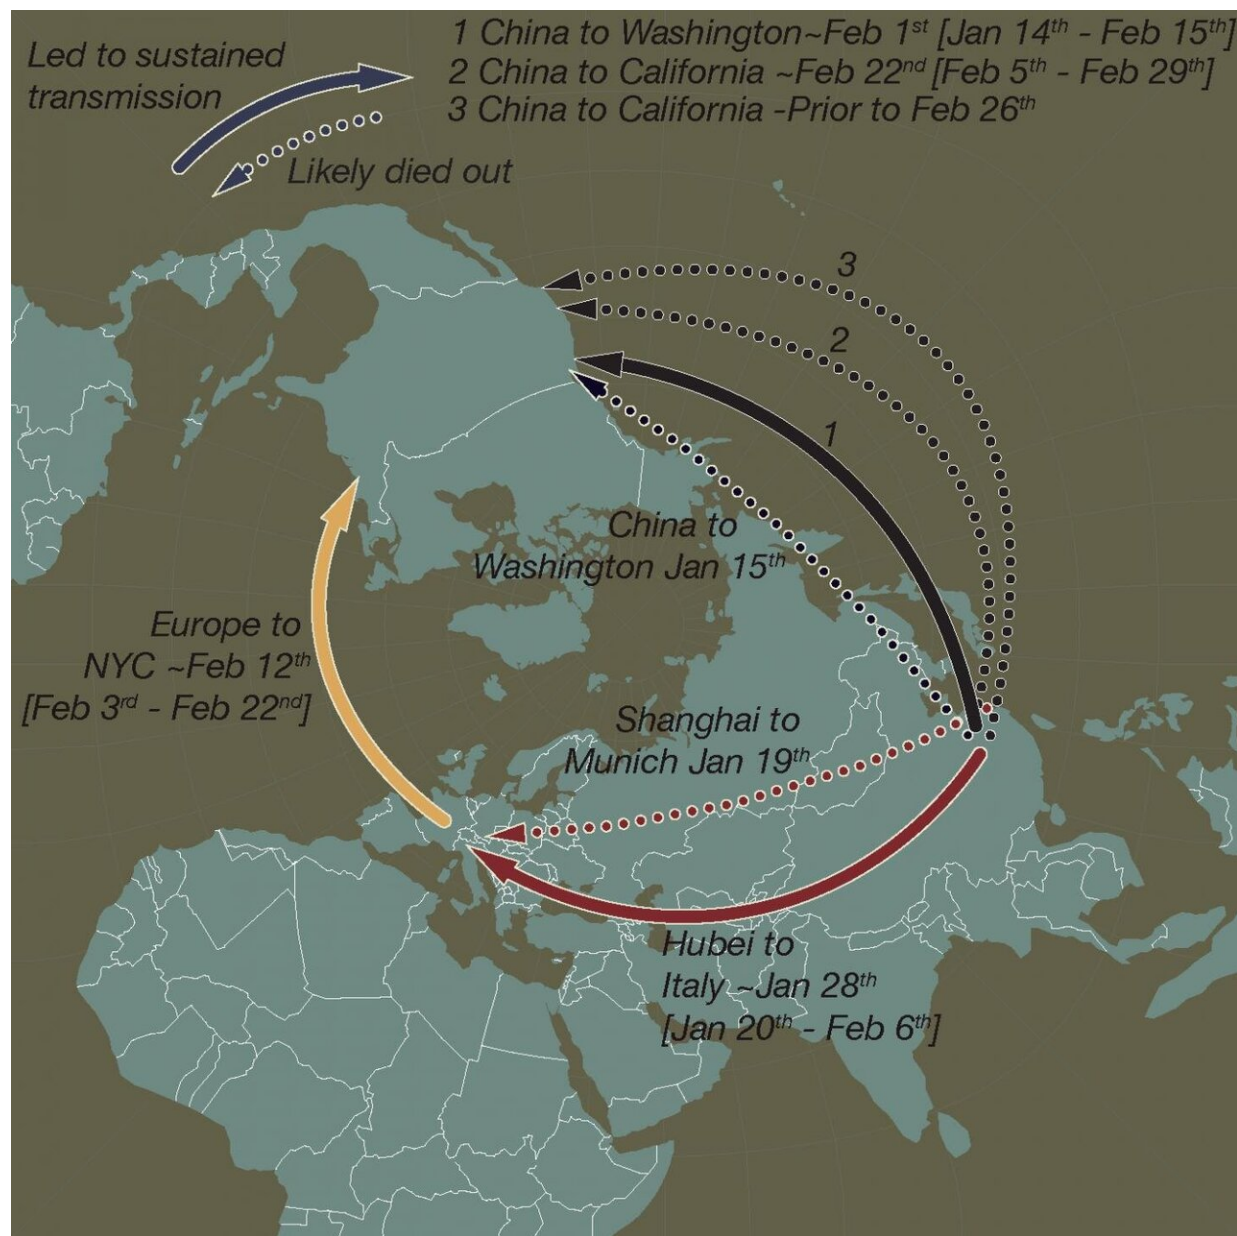 Led to sustained
transmission
Likely died out
1 China to Washington~Feb 1st [Jan 14th - Feb 15th]
2 China to California ~Feb 22nd [Feb 5th - Feb 29th]
3 China to California -Prior to Feb 26th
3
2
1
China to
Washington Jan 15th
Europe to
NYC ~Feb 12th
[Feb 3rd - Feb 22nd]
Shanghai to
Munich Jan 19th
Hubei to
Italy ~Jan 28th
[Jan 20th - Feb 6th]